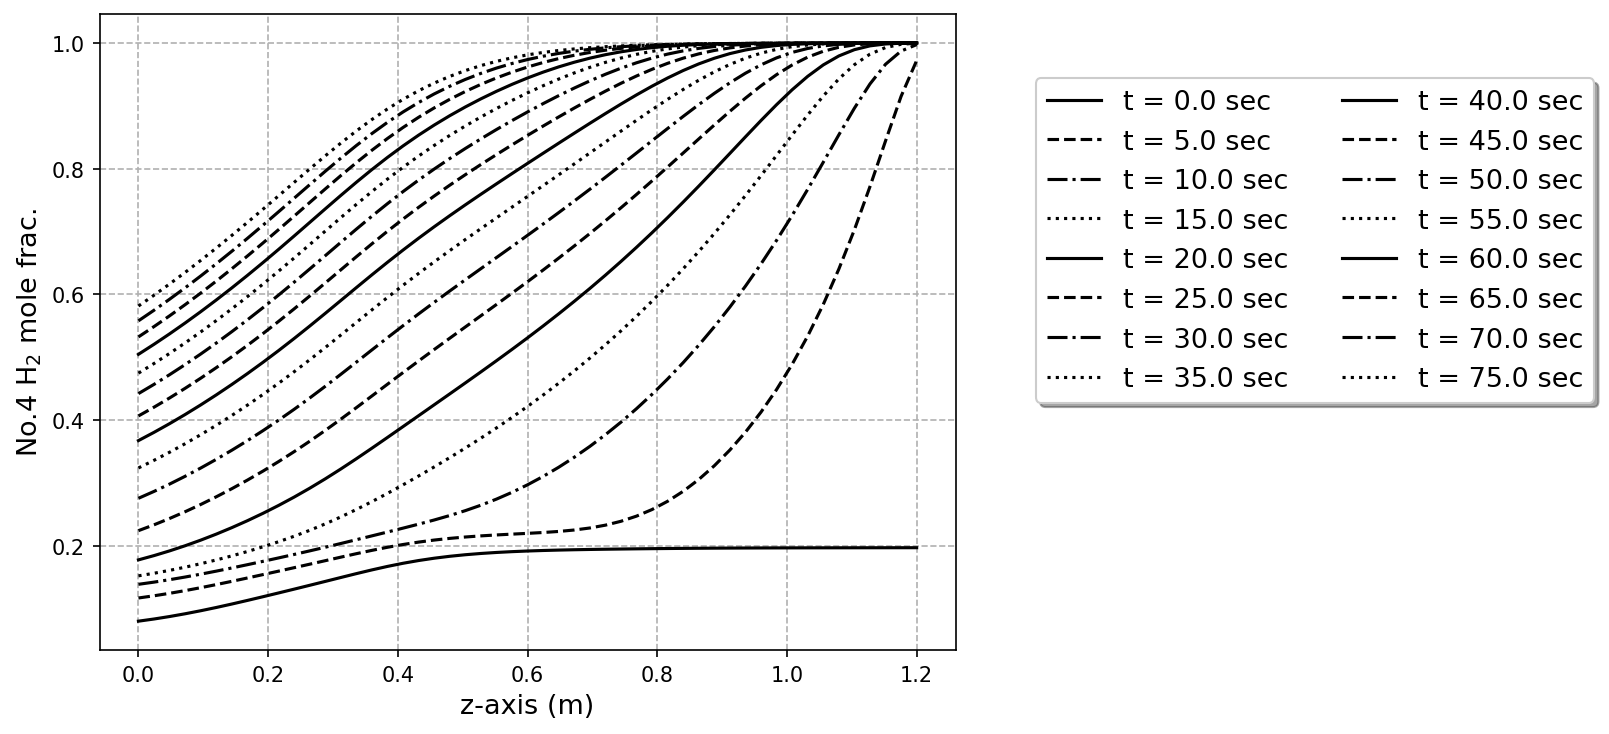 1.0
0.8
0.6
0.4
0.2
No.4 H₂ mole frac.
0.0 0.2 0.4 0.6 0.8 1.0 1.2
z-axis (m)
t = 0.0 sec
t = 5.0 sec
t = 10.0 sec
t = 15.0 sec
t = 20.0 sec
t = 25.0 sec
t = 30.0 sec
t = 35.0 sec
t = 40.0 sec
t = 45.0 sec
t = 50.0 sec
t = 55.0 sec
t = 60.0 sec
t = 65.0 sec
t = 70.0 sec
t = 75.0 sec